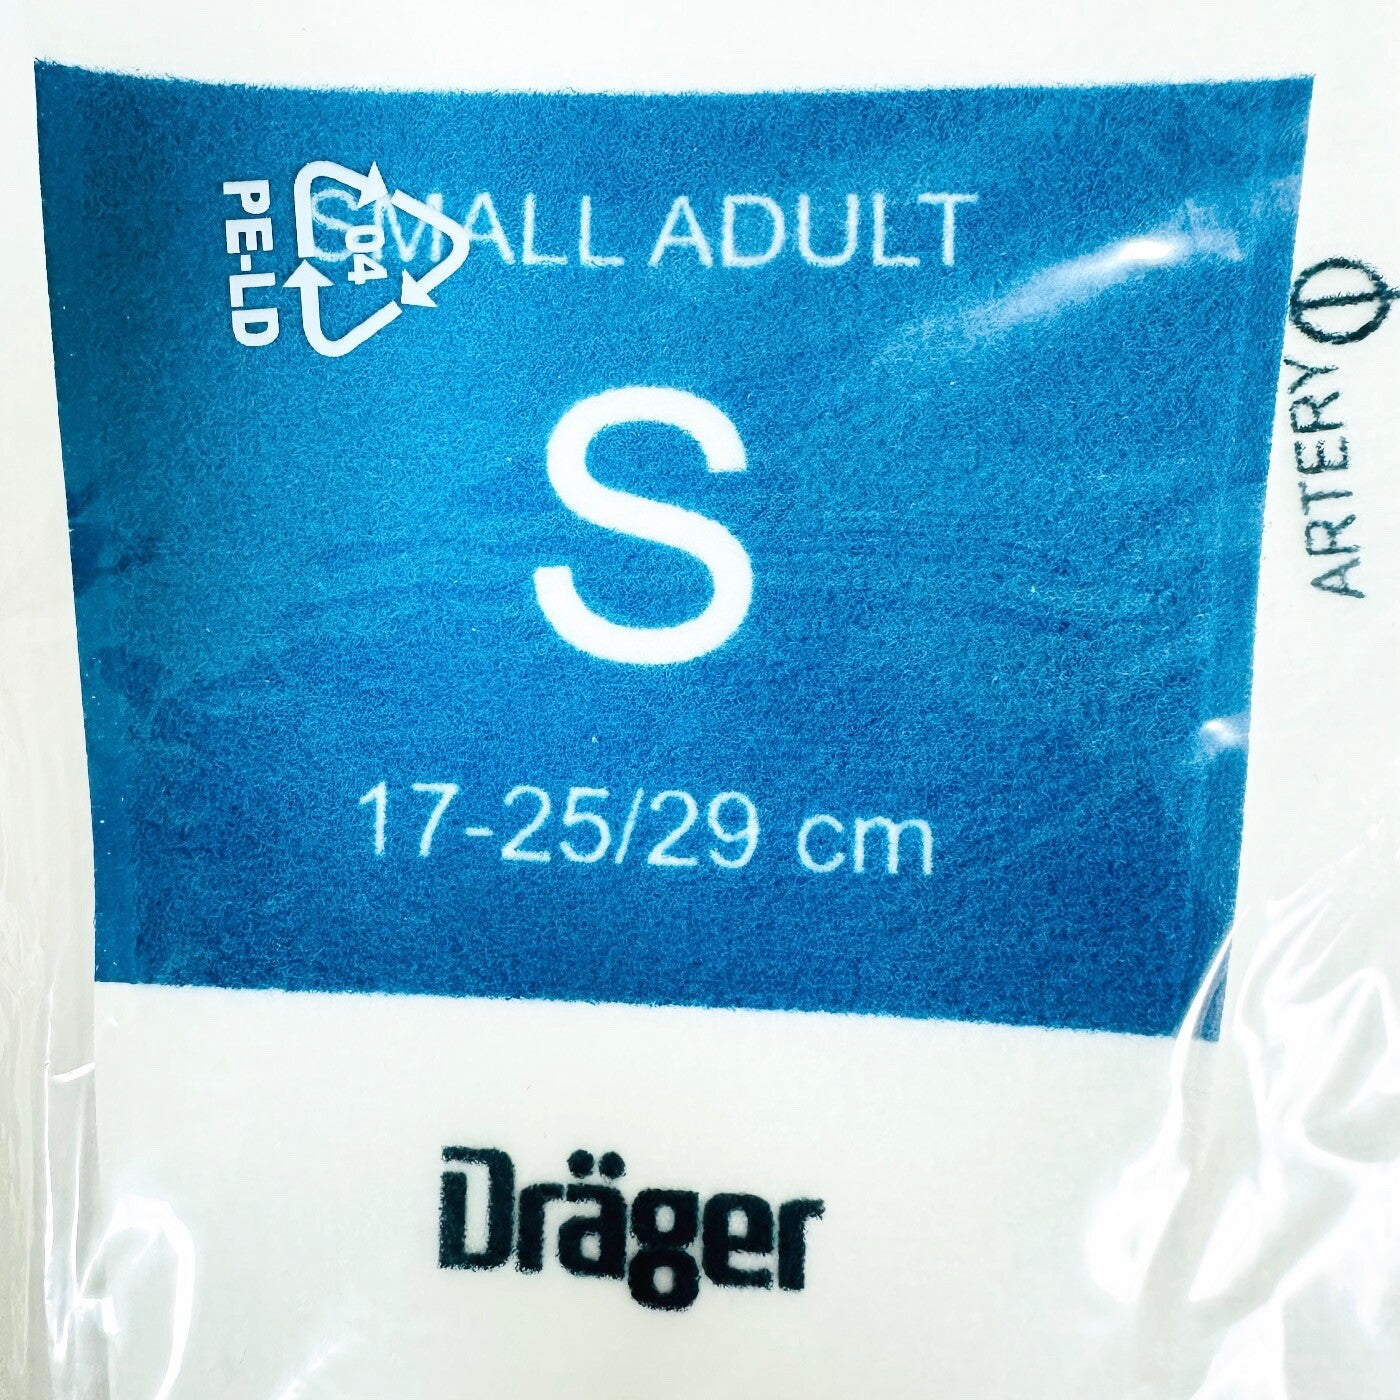 SMALL ADULT
04
PE-LD
S
17-25/29 cm
ARTERY
Dräger